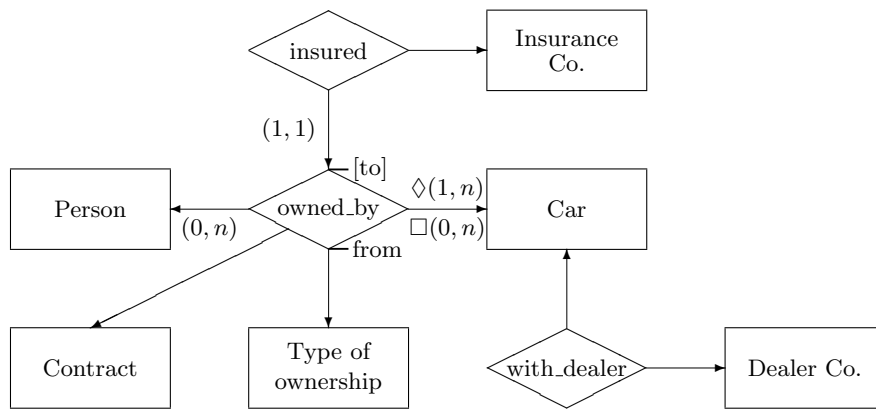 insured
Insurance
Co.
(1, 1)
[to]
Person
(0, n)
owned_by
◊(1, n)
□(0, n)
Car
from
Contract
Type of
ownership
with_dealer
Dealer Co.